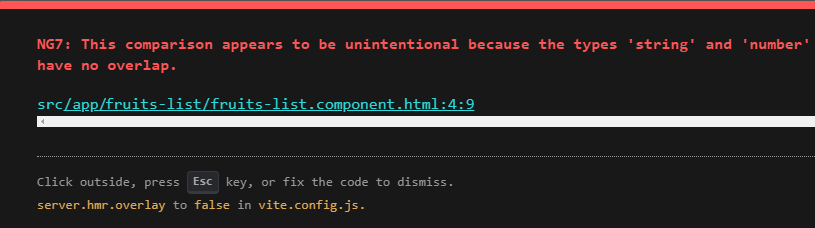 NG7: This comparison appears to be unintentional because the types 'string' and 'number'
have no overlap.
src/app/fruits-list/fruits-list.component.html:4:9
Click outside, press Esc key, or fix the code to dismiss.
server.hmr.overlay to false in vite.config.js.